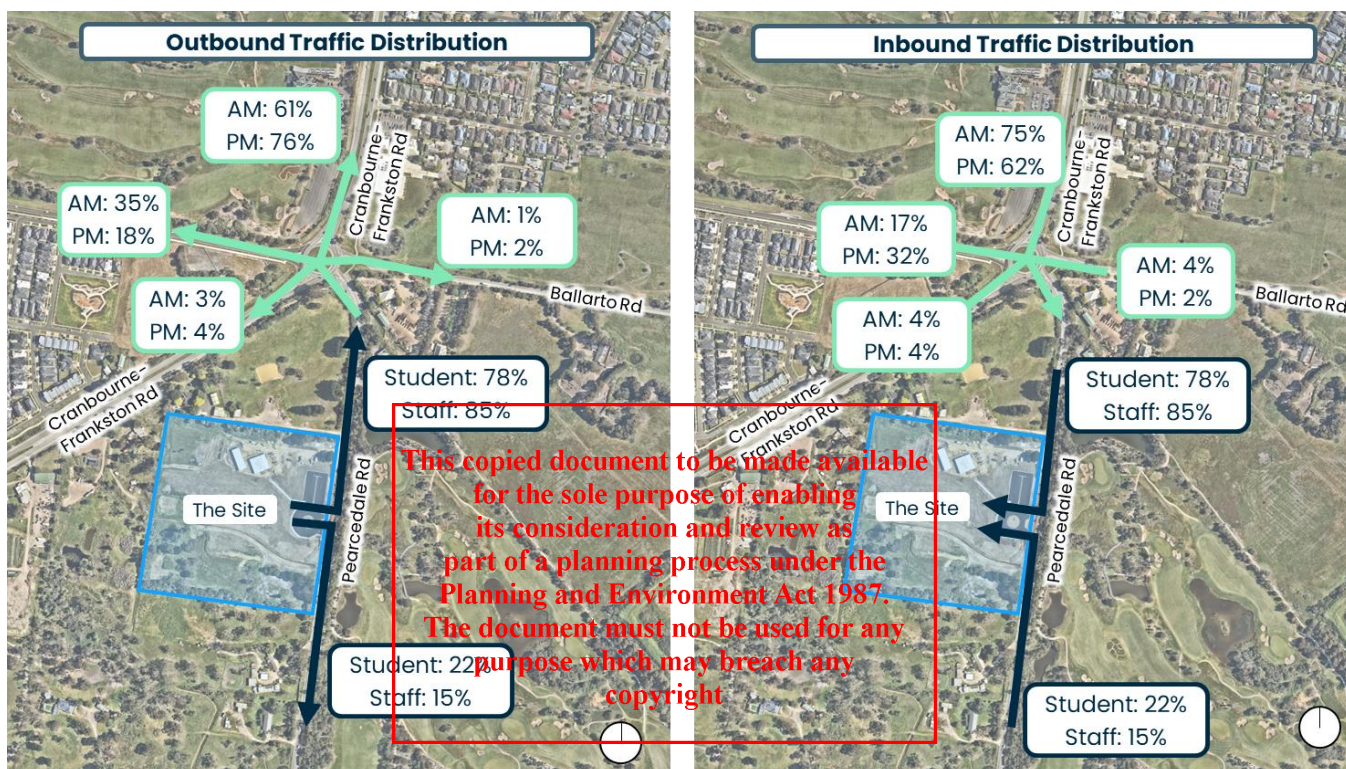 Outbound Traffic Distribution
AM: 61%
PM: 76%
Cranbourne-
Frankston Rd
AM: 35%
PM: 18%
AM: 1%
PM: 2%
AM: 3%
PM: 4%
Ballarto Rd
Cranbourne-
Frankston Rd
Student: 78%
Staff: 85%
The Site
Pearcedale Rd
Student: 22%
Staff: 15%
Inbound Traffic Distribution
AM: 75%
PM: 62%
Cranbourne-
Frankston Rd
AM: 17%
PM: 32%
AM: 4%
PM: 2%
AM: 4%
PM: 4%
Ballarto Rd
Cranbourne-
Frankston Rd
Student: 78%
Staff: 85%
The Site
Pearcedale Rd
Student: 22%
Staff: 15%
This copied document to be made available
for the sole purpose of enabling
its consideration and review as
part of a planning process under the
Planning and Environment Act 1987.
The document must not be used for any
purpose which may breach any
copyright